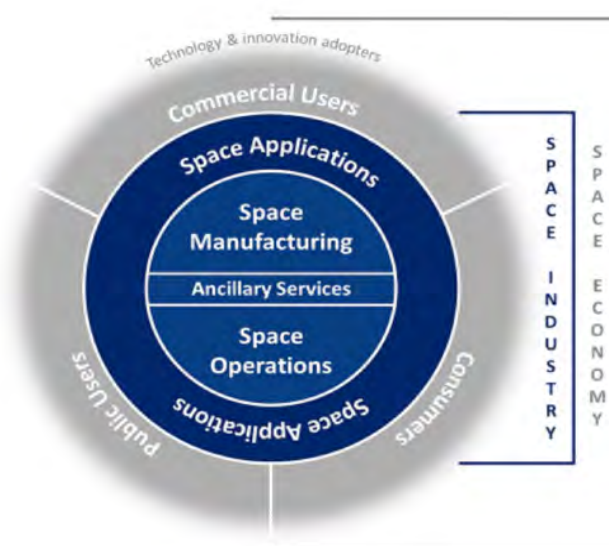 Technology & innovation adopters
Commercial Users
Space Applications
Space
Manufacturing
Ancillary Services
Space
Operations
Space Applications
Public Users
Consumers
SPACE INDUSTRY
SPACE ECONOMY